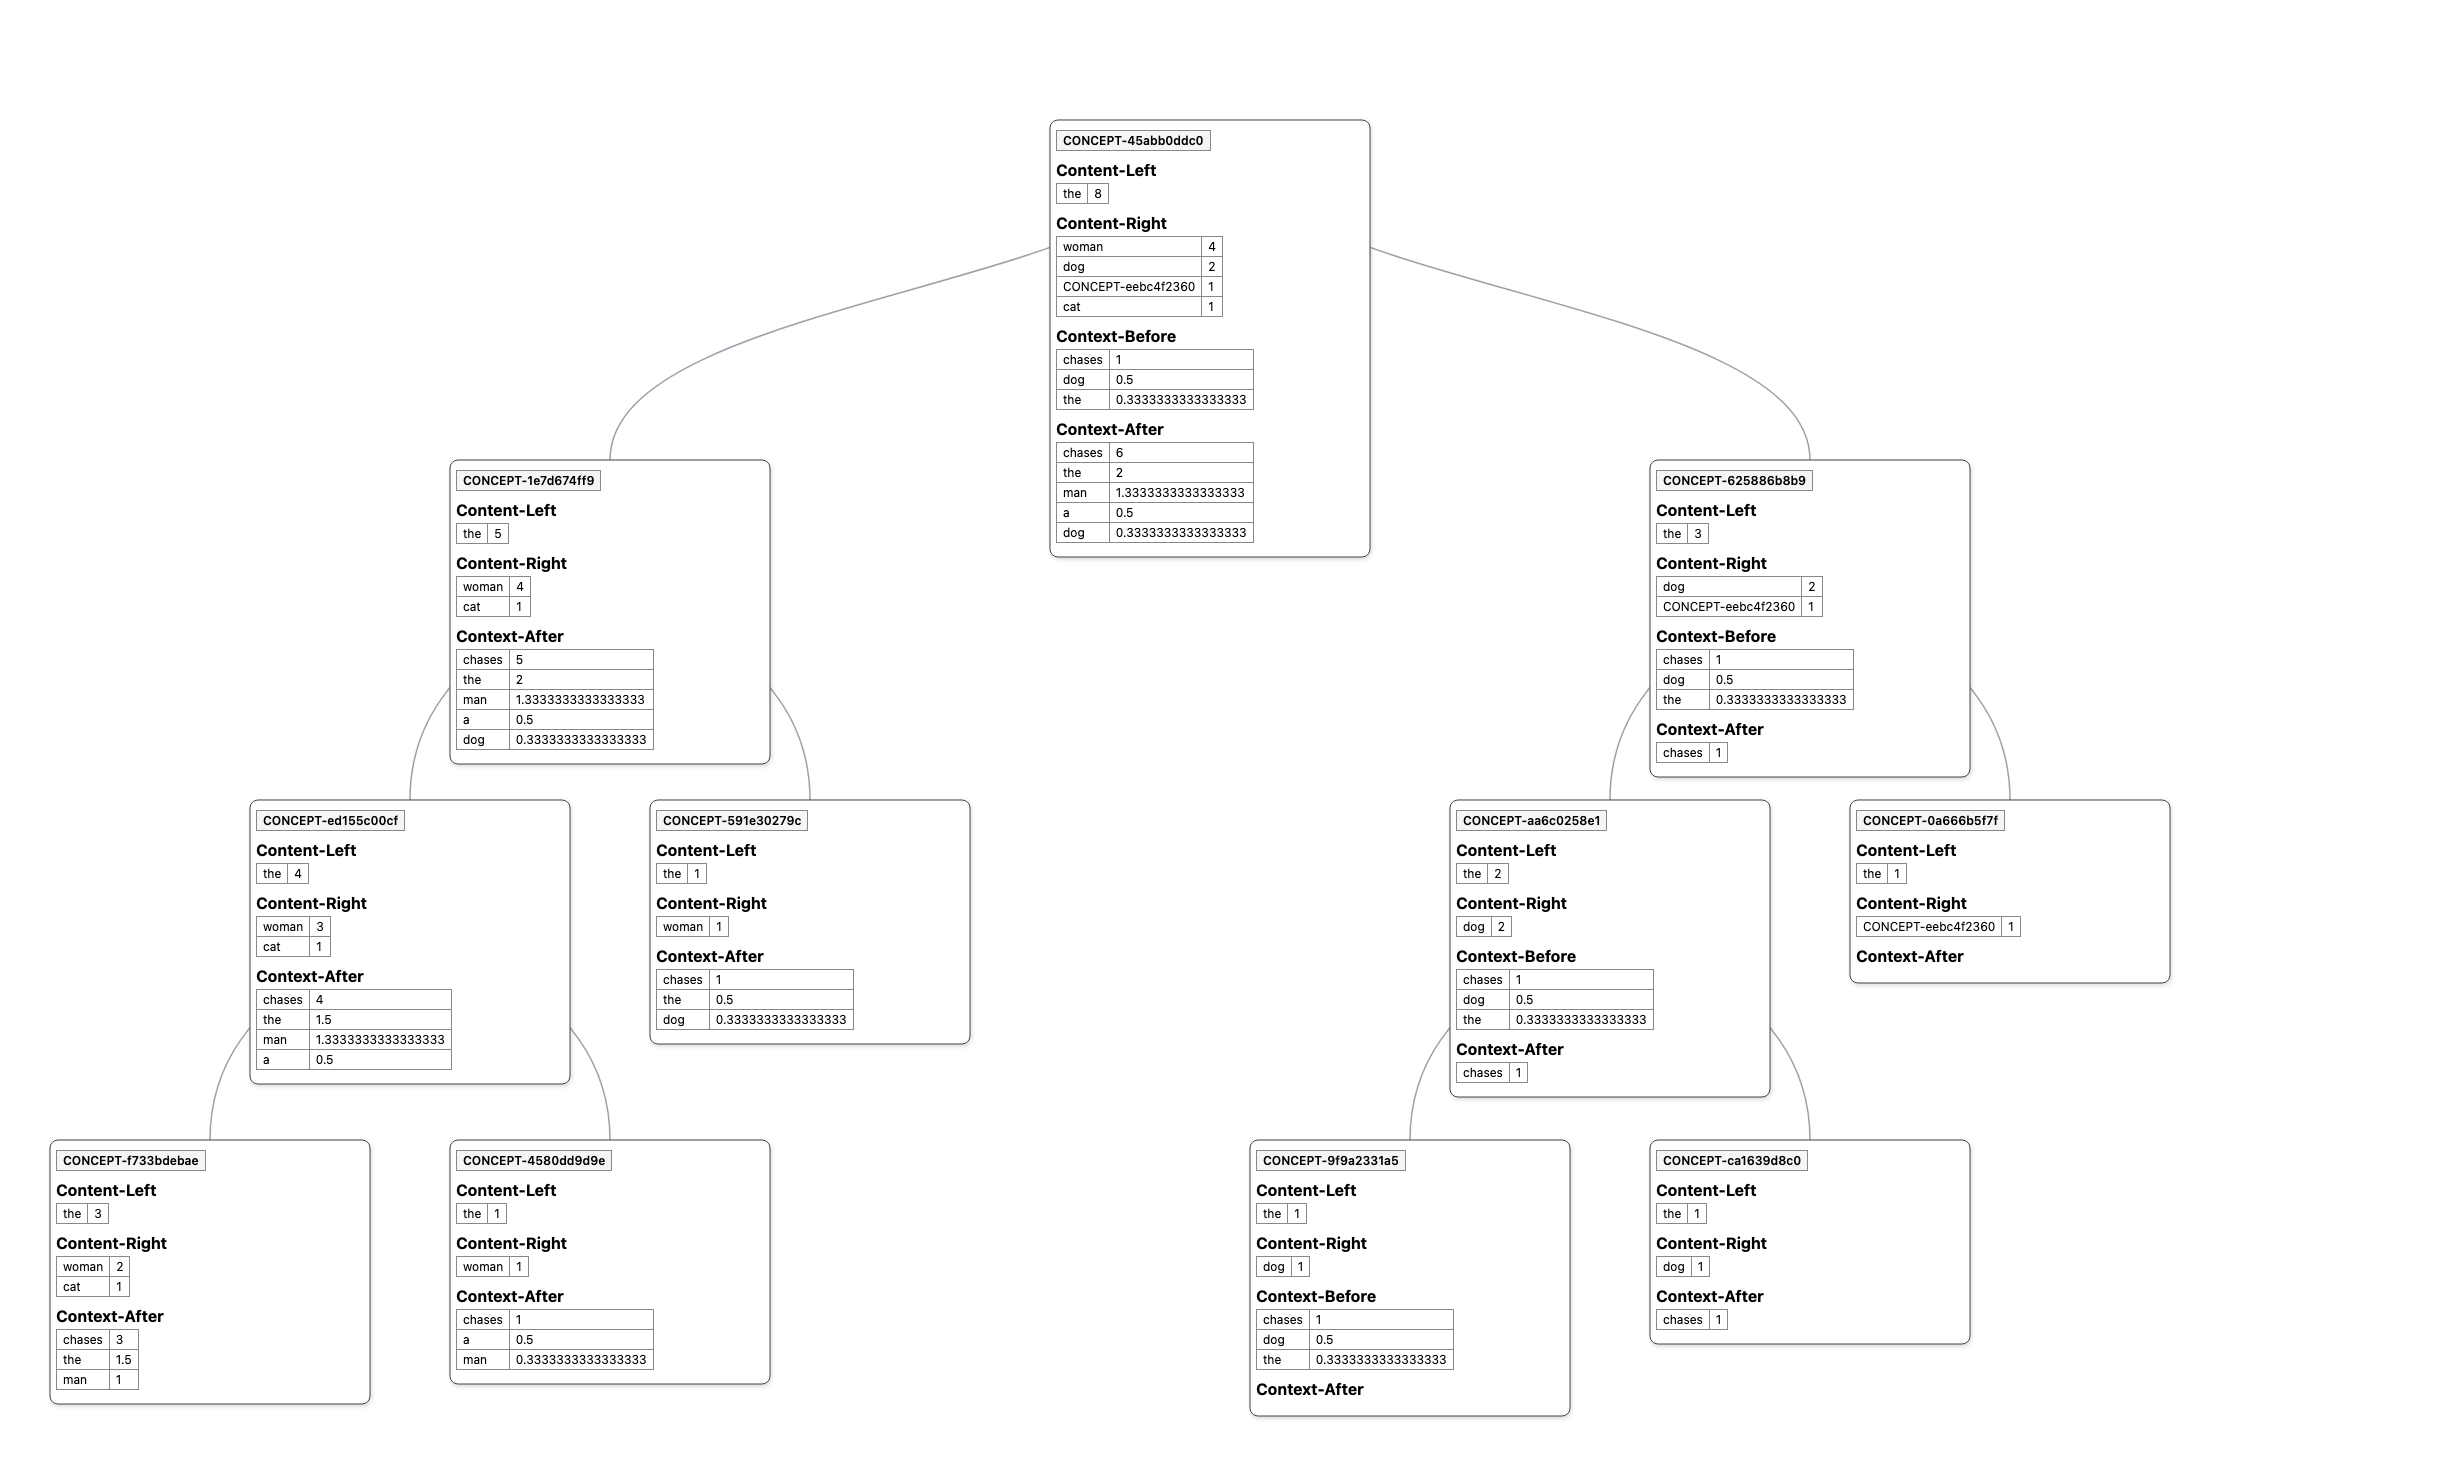 CONCEPT-45abb0ddc0
Content-Left
the 8
Content-Right
woman 4
dog 2
CONCEPT-eebc4f2360 1
cat 1
Context-Before
chases 1
dog 0.5
the 0.3333333333333333
Context-After
chases 6
the 2
man 1.3333333333333333
a 0.5
dog 0.3333333333333333
CONCEPT-1e7d674ff9
Content-Left
the 5
Content-Right
woman 4
cat 1
Context-After
chases 5
the 2
man 1.3333333333333333
a 0.5
dog 0.3333333333333333
CONCEPT-625886b8b9
Content-Left
the 3
Content-Right
dog 2
CONCEPT-eebc4f2360 1
Context-Before
chases 1
dog 0.5
the 0.3333333333333333
Context-After
chases 1
CONCEPT-ed155c00cf
Content-Left
the 4
Content-Right
woman 3
cat 1
Context-After
chases 4
the 1.5
man 1.3333333333333333
a 0.5
CONCEPT-591e30279c
Content-Left
the 1
Content-Right
woman 1
Context-After
chases 1
the 0.5
dog 0.3333333333333333
CONCEPT-aa6c0258e1
Content-Left
the 2
Content-Right
dog 2
Context-Before
chases 1
dog 0.5
the 0.3333333333333333
Context-After
chases 1
CONCEPT-0a666b5f7f
Content-Left
the 1
Content-Right
CONCEPT-eebc4f2360 1
Context-After
CONCEPT-f733bdebae
Content-Left
the 3
Content-Right
woman 2
cat 1
Context-After
chases 3
the 1.5
man 1
CONCEPT-4580dd9d9e
Content-Left
the 1
Content-Right
woman 1
Context-After
chases 1
a 0.5
man 0.3333333333333333
CONCEPT-9f9a2331a5
Content-Left
the 1
Content-Right
dog 1
Context-Before
chases 1
dog 0.5
the 0.3333333333333333
Context-After
CONCEPT-ca1639d8c0
Content-Left
the 1
Content-Right
dog 1
Context-After
chases 1